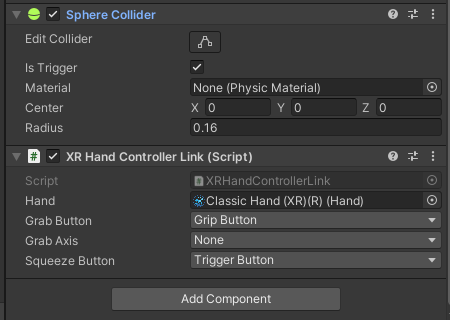 Sphere Collider
Edit Collider
Is Trigger
Material None (Physic Material)
Center X 0 Y 0 Z 0
Radius 0.16
# XR Hand Controller Link (Script)
Script # XRHandControllerLink
Hand Classic Hand (XR)(R) (Hand)
Grab Button Grip Button
Grab Axis None
Squeeze Button Trigger Button
Add Component